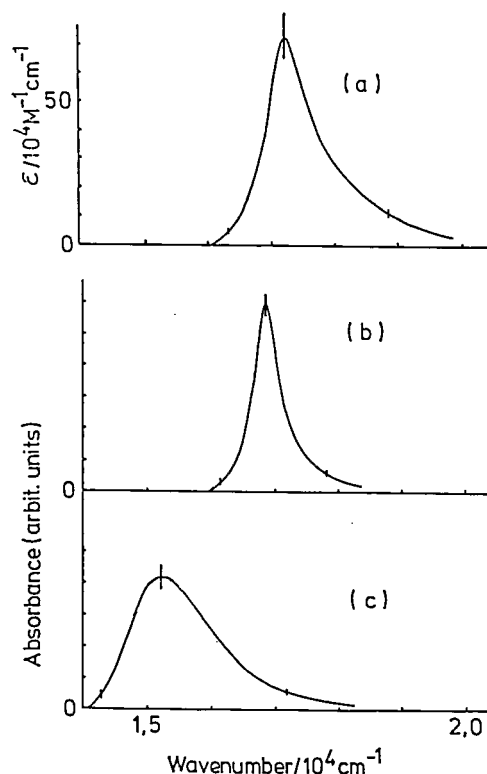 ε/10⁴M⁻¹cm⁻¹
50
0
(a)
Absorbance (arbit. units)
(b)
0
(c)
0
1,5
2,0
Wavenumber/10⁴cm⁻¹